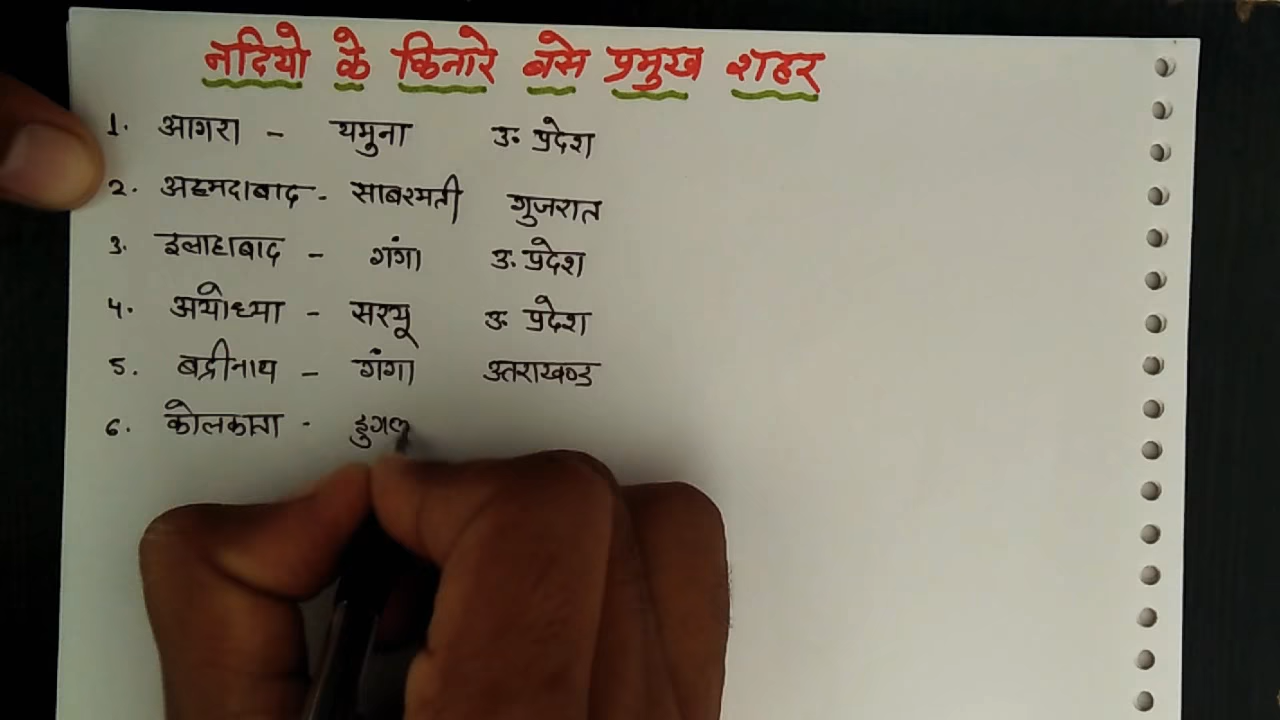 नदियो के किनारे बसे प्रमुख शहर
1. आगरा - यमुना उ. प्रदेश
2. अहमदाबाद - साबरमती गुजरात
3. इलाहाबाद - गंगा उ. प्रदेश
4. अयोध्या - सरयू उ. प्रदेश
5. बद्रीनाथ - गंगा उत्तराखण्ड
6. कोलकाता - हुगल